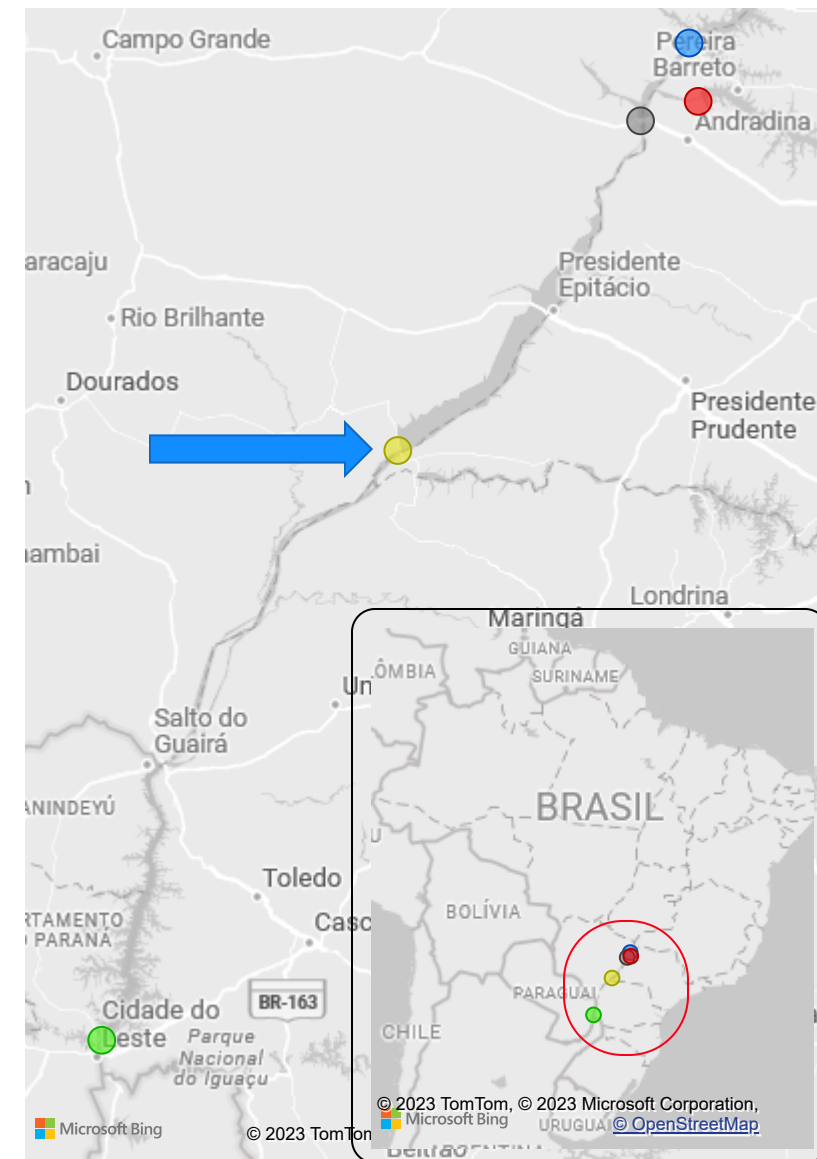 Campo Grande
Pereira
Barreto
Andradina
aracaju
Presidente
Epitácio
Rio Brilhante
Dourados
Presidente
Prudente
ambai
Londrina
Maringá
Salto do
Guairá
ANINDEYÚ
Toledo
RTAMENTO
PARANÁ
Casc
BR-163
Cidade do
Leste
Parque
Nacional
do Iguaçu
Microsoft Bing
© 2023 TomTom
GUIANA
ÔMBIA
SURINAME
BRASIL
BOLÍVIA
PARAGUAI
CHILE
© 2023 TomTom, © 2023 Microsoft Corporation,
Microsoft Bing
URUGUAI
© OpenStreetMap
Beltrão